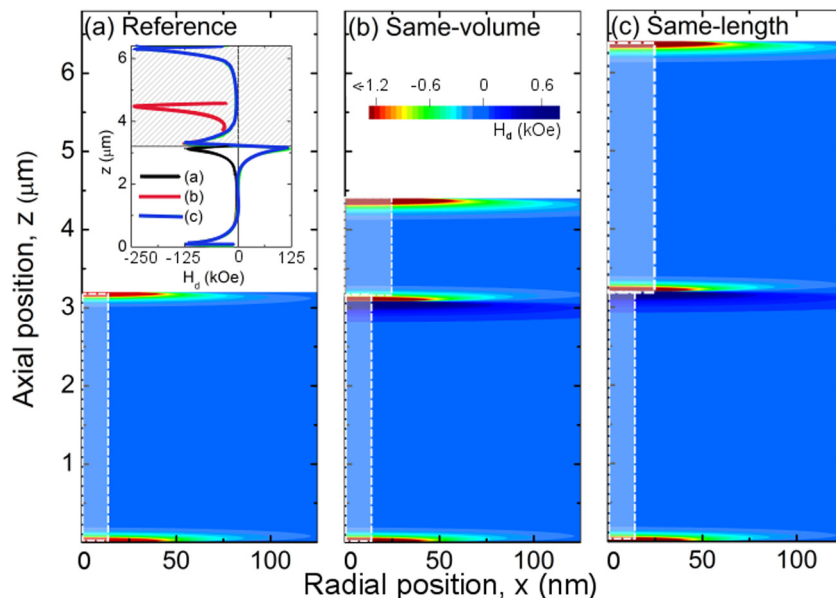 (a) Reference
(b) Same-volume
(c) Same-length
6
4
2
0
z (μm)
(a)
(b)
(c)
-250
-125
0
125
H_d (kOe)
<-1.2
-0.6
0
0.6
H_d (kOe)
Axial position, z (μm)
6
5
4
3
2
1
0
50
100
0
50
100
0
50
100
Radial position, x (nm)